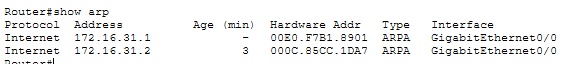 Router#show arp
Protocol  Address          Age (min)  Hardware Addr   Type   Interface
Internet  172.16.31.1             -   00E0.F7B1.8901  ARPA   GigabitEthernet0/0
Internet  172.16.31.2             3   000C.85CC.1DA7  ARPA   GigabitEthernet0/0
Router#